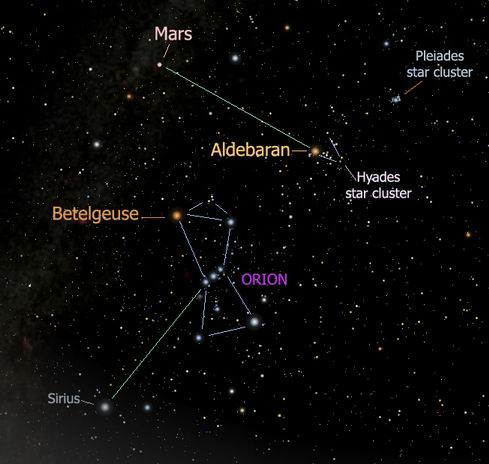 Mars
Pleiades
star cluster
Aldebaran
Hyades
star cluster
Betelgeuse
ORION
Sirius